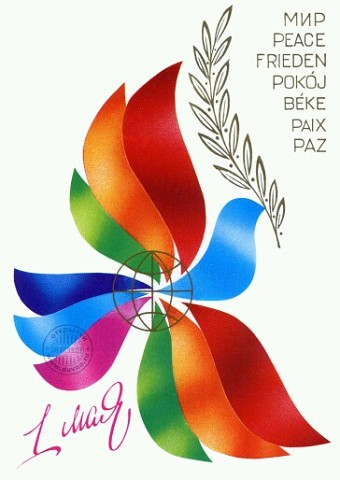 МИР
PEACE
FRIEDEN
POKÓJ
BÉKE
PAIX
PAZ
1 мая